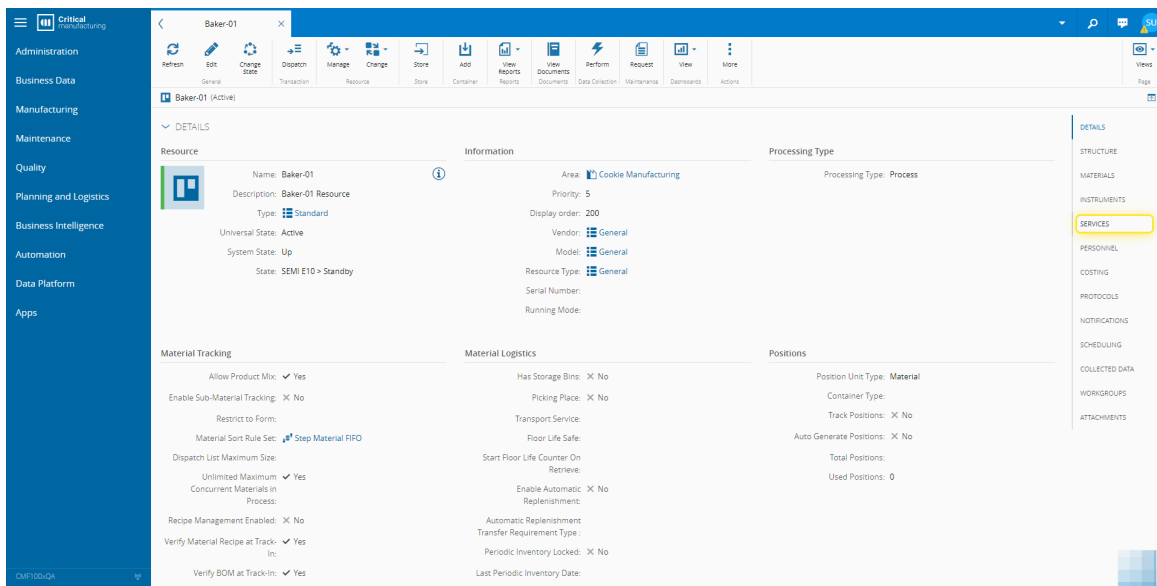 Critical
manufacturing
Baker-01
SU
Administration
Business Data
Manufacturing
Maintenance
Quality
Planning and Logistics
Business Intelligence
Automation
Data Platform
Apps
CMF100xQA
Refresh
Edit
Change State
Dispatch
Manage
Change
Store
Add
View Reports
View Documents
Perform
Request
View
More
Views
General
Transaction
Resource
Store
Container
Reports
Documents
Data Collection
Maintenance
Dashboards
Actions
Page
Baker-01 (Active)
DETAILS
Resource
Name: Baker-01
Description: Baker-01 Resource
Type: Standard
Universal State: Active
System State: Up
State: SEMI E10 > Standby
Information
Area: Cookie Manufacturing
Priority: 5
Display order: 200
Vendor: General
Model: General
Resource Type: General
Serial Number:
Running Mode:
Processing Type
Processing Type: Process
Material Tracking
Allow Product Mix: Yes
Enable Sub-Material Tracking: No
Restrict to Form:
Material Sort Rule Set: Step Material FIFO
Dispatch List Maximum Size:
Unlimited Maximum Yes
Concurrent Materials in
Process:
Recipe Management Enabled: No
Verify Material Recipe at Track- Yes
In:
Verify BOM at Track-In: Yes
Material Logistics
Has Storage Bins: No
Picking Place: No
Transport Service:
Floor Life Safe:
Start Floor Life Counter On
Retrieve:
Enable Automatic No
Replenishment:
Automatic Replenishment
Transfer Requirement Type :
Periodic Inventory Locked: No
Last Periodic Inventory Date:
Positions
Position Unit Type: Material
Container Type:
Track Positions: No
Auto Generate Positions: No
Total Positions:
Used Positions: 0
DETAILS
STRUCTURE
MATERIALS
INSTRUMENTS
SERVICES
PERSONNEL
COSTING
PROTOCOLS
NOTIFICATIONS
SCHEDULING
COLLECTED DATA
WORKGROUPS
ATTACHMENTS